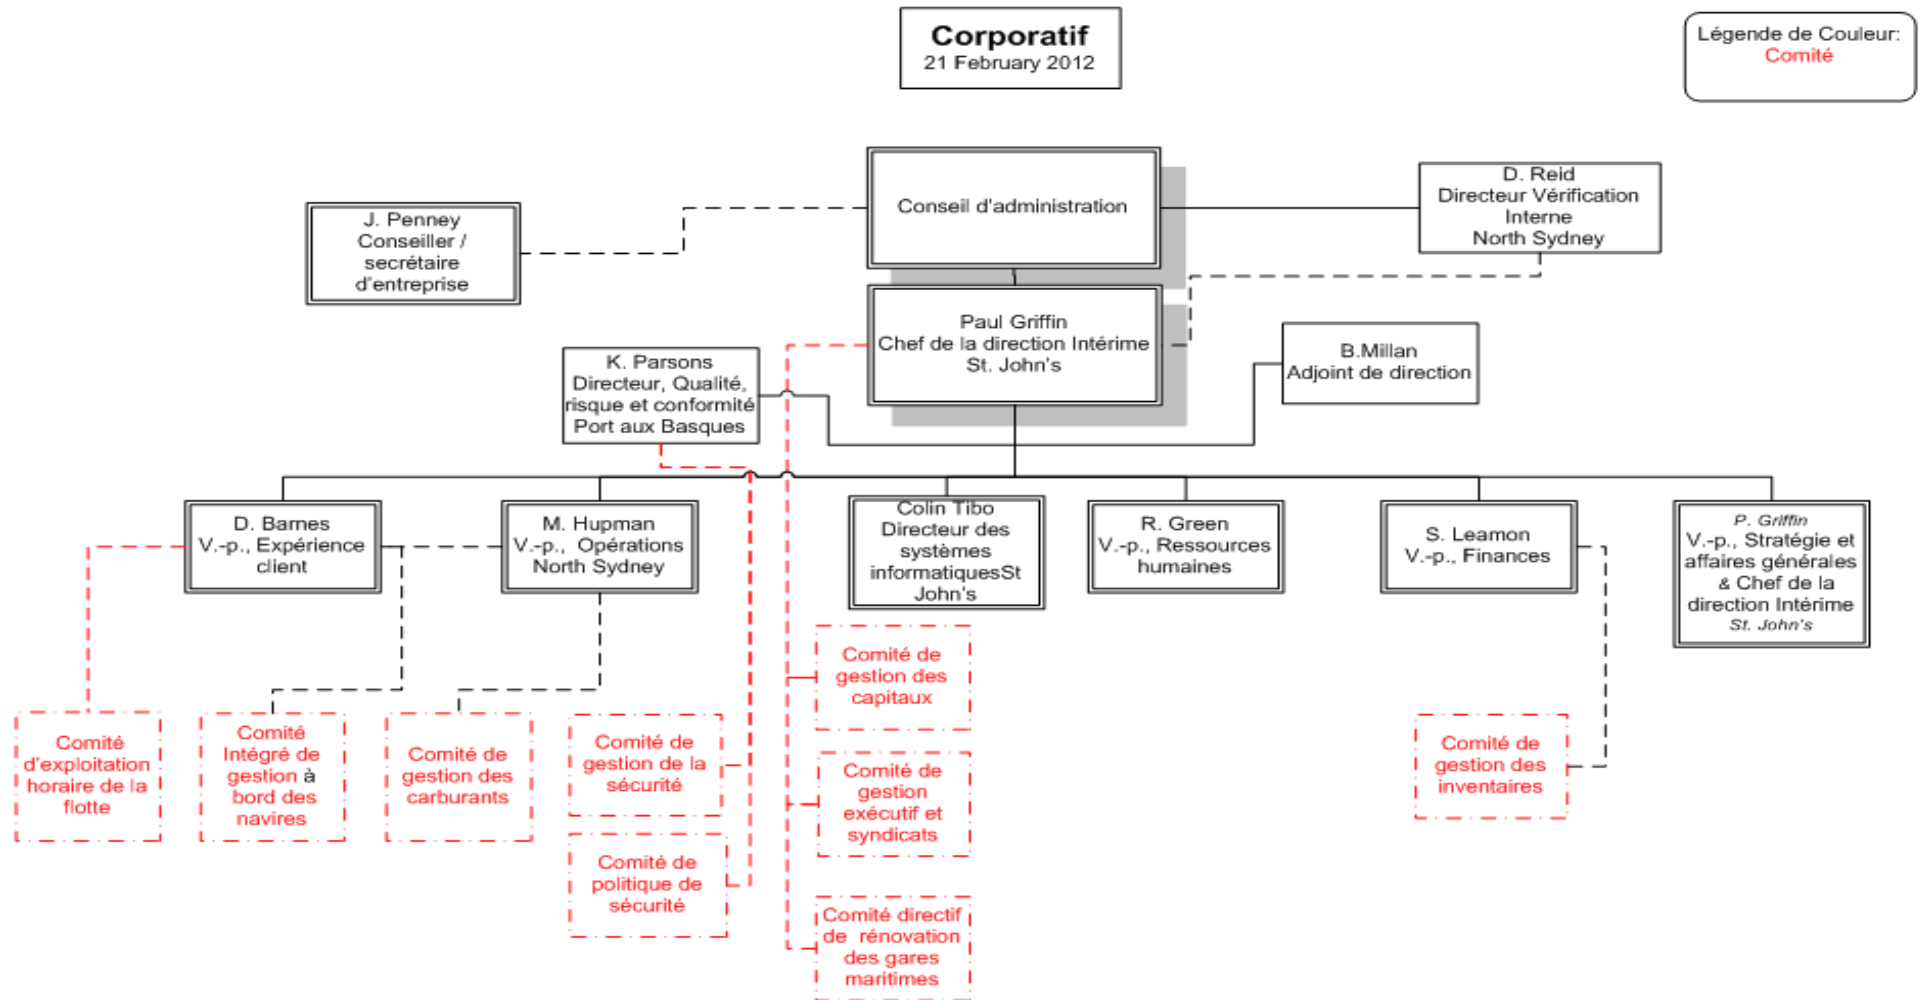 Corporatif
21 February 2012
Légende de Couleur:
Comité
Conseil d'administration
D. Reid
Directeur Vérification
Interne
North Sydney
J. Penney
Conseiller /
secrétaire
d'entreprise
Paul Griffin
Chef de la direction Intérime
St. John's
K. Parsons
Directeur, Qualité,
risque et conformité
Port aux Basques
B.Millan
Adjoint de direction
D. Barnes
V.-p., Expérience
client
M. Hupman
V.-p., Opérations
North Sydney
Colin Tibo
Directeur des
systèmes
informatiquesSt
John's
R. Green
V.-p., Ressources
humaines
S. Leamon
V.-p., Finances
P. Griffin
V.-p., Stratégie et
affaires générales
& Chef de la
direction Intérime
St. John's
Comité
d'exploitation
horaire de la
flotte
Comité
Intégré de
gestion à
bord des
navires
Comité de
gestion des
carburants
Comité de
gestion de la
sécurité
Comité de
politique de
sécurité
Comité de
gestion des
capitaux
Comité de
gestion
exécutif et
syndicats
Comité directif
de rénovation
des gares
maritimes
Comité de
gestion des
inventaires